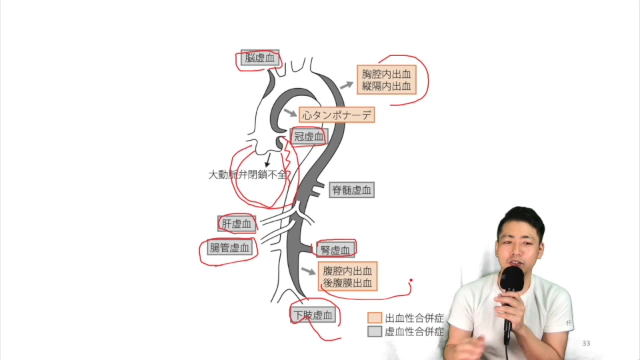 脳虚血
胸腔内出血
縦隔内出血
心タンポナーデ
冠虚血
大動脈弁閉鎖不全
脊髄虚血
肝虚血
腸管虚血
腎虚血
腹腔内出血
後腹膜出血
下肢虚血
出血性合併症
虚血性合併症
33